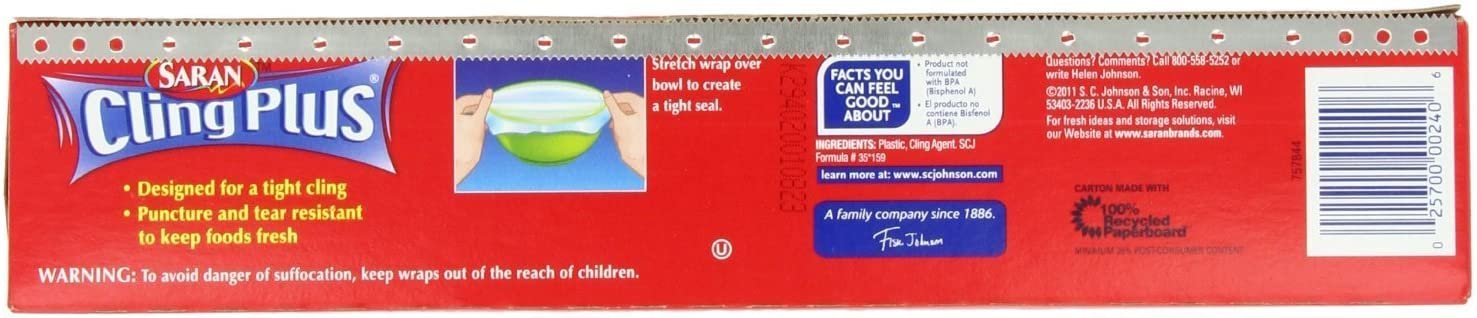 SARAN™
Cling Plus®
• Designed for a tight cling
• Puncture and tear resistant
to keep foods fresh
WARNING: To avoid danger of suffocation, keep wraps out of the reach of children.
Stretch wrap over
bowl to create
a tight seal.
U
FACTS YOU
CAN FEEL
GOOD™
ABOUT
• Product not
formulated
with BPA
(Bisphenol A)
• El producto no
contiene Bisfenol
A (BPA).
INGREDIENTS: Plastic, Cling Agent. SCJ
Formula # 35*159
learn more at: www.scjohnson.com
A family company since 1886.
Fisk Johnson
Questions? Comments? Call 800-558-5252 or
write Helen Johnson.
©2011 S. C. Johnson & Son, Inc. Racine, WI
53403-2236 U.S.A. All Rights Reserved.
For fresh ideas and storage solutions, visit
our Website at www.saranbrands.com.
CARTON MADE WITH
100%
Recycled
Paperboard
MINIMUM 35% POST-CONSUMER CONTENT
757844
0 25700 00240 6